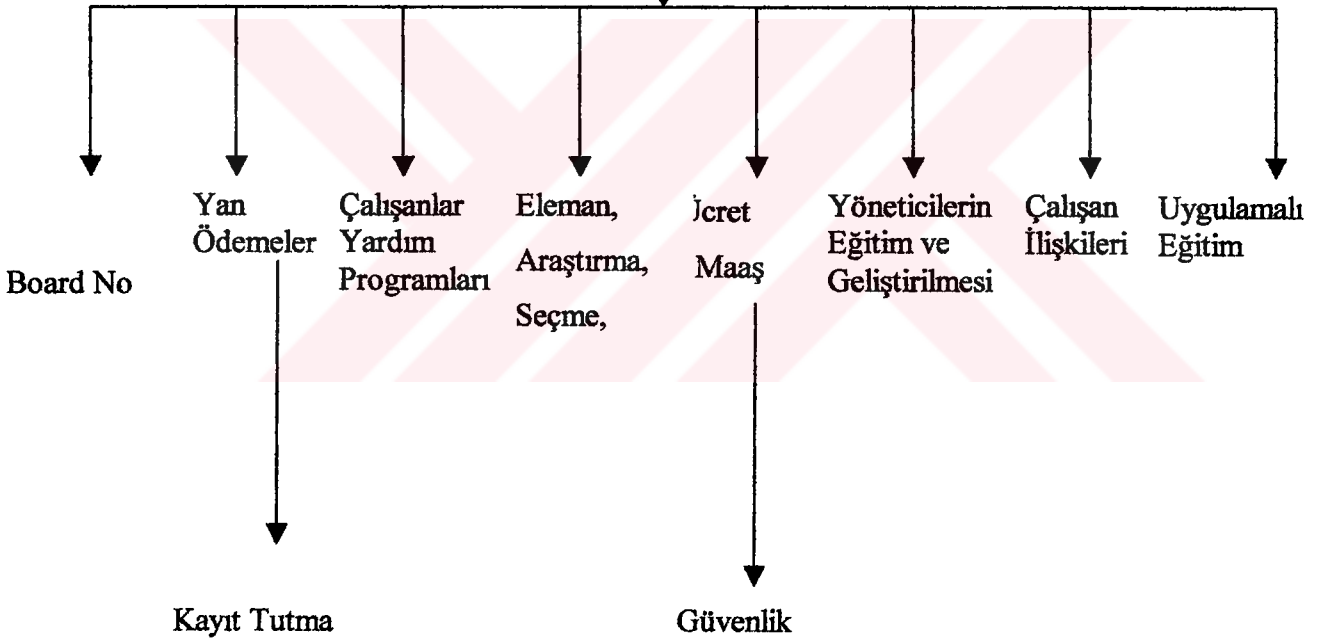 Board No
Yan
Ödemeler
Çalışanlar
Yardım
Programları
Eleman,
Araştırma,
Seçme,
Maaş
Yöneticilerin
Eğitim ve
Geliştirilmesi
Çalışan
İlişkileri
Uygulamalı
Eğitim
Kayıt Tutma
Güvenlik